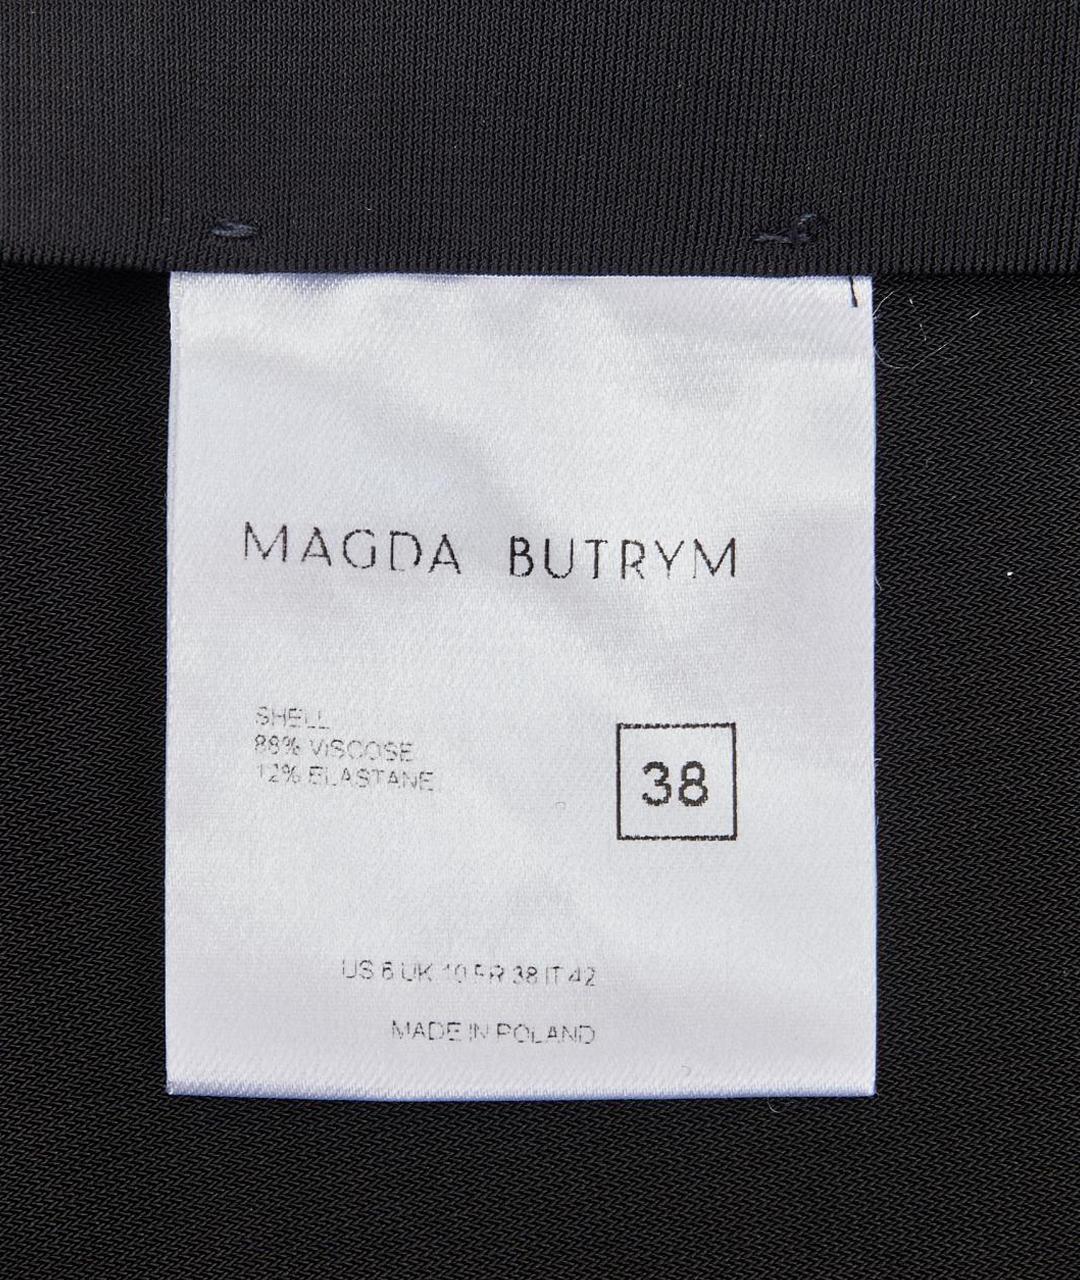 MAGDA BUTRYM
SHELL
88% VISCOSE
12% ELASTANE
38
US 6 UK 10 FR 38 IT 42
MADE IN POLAND